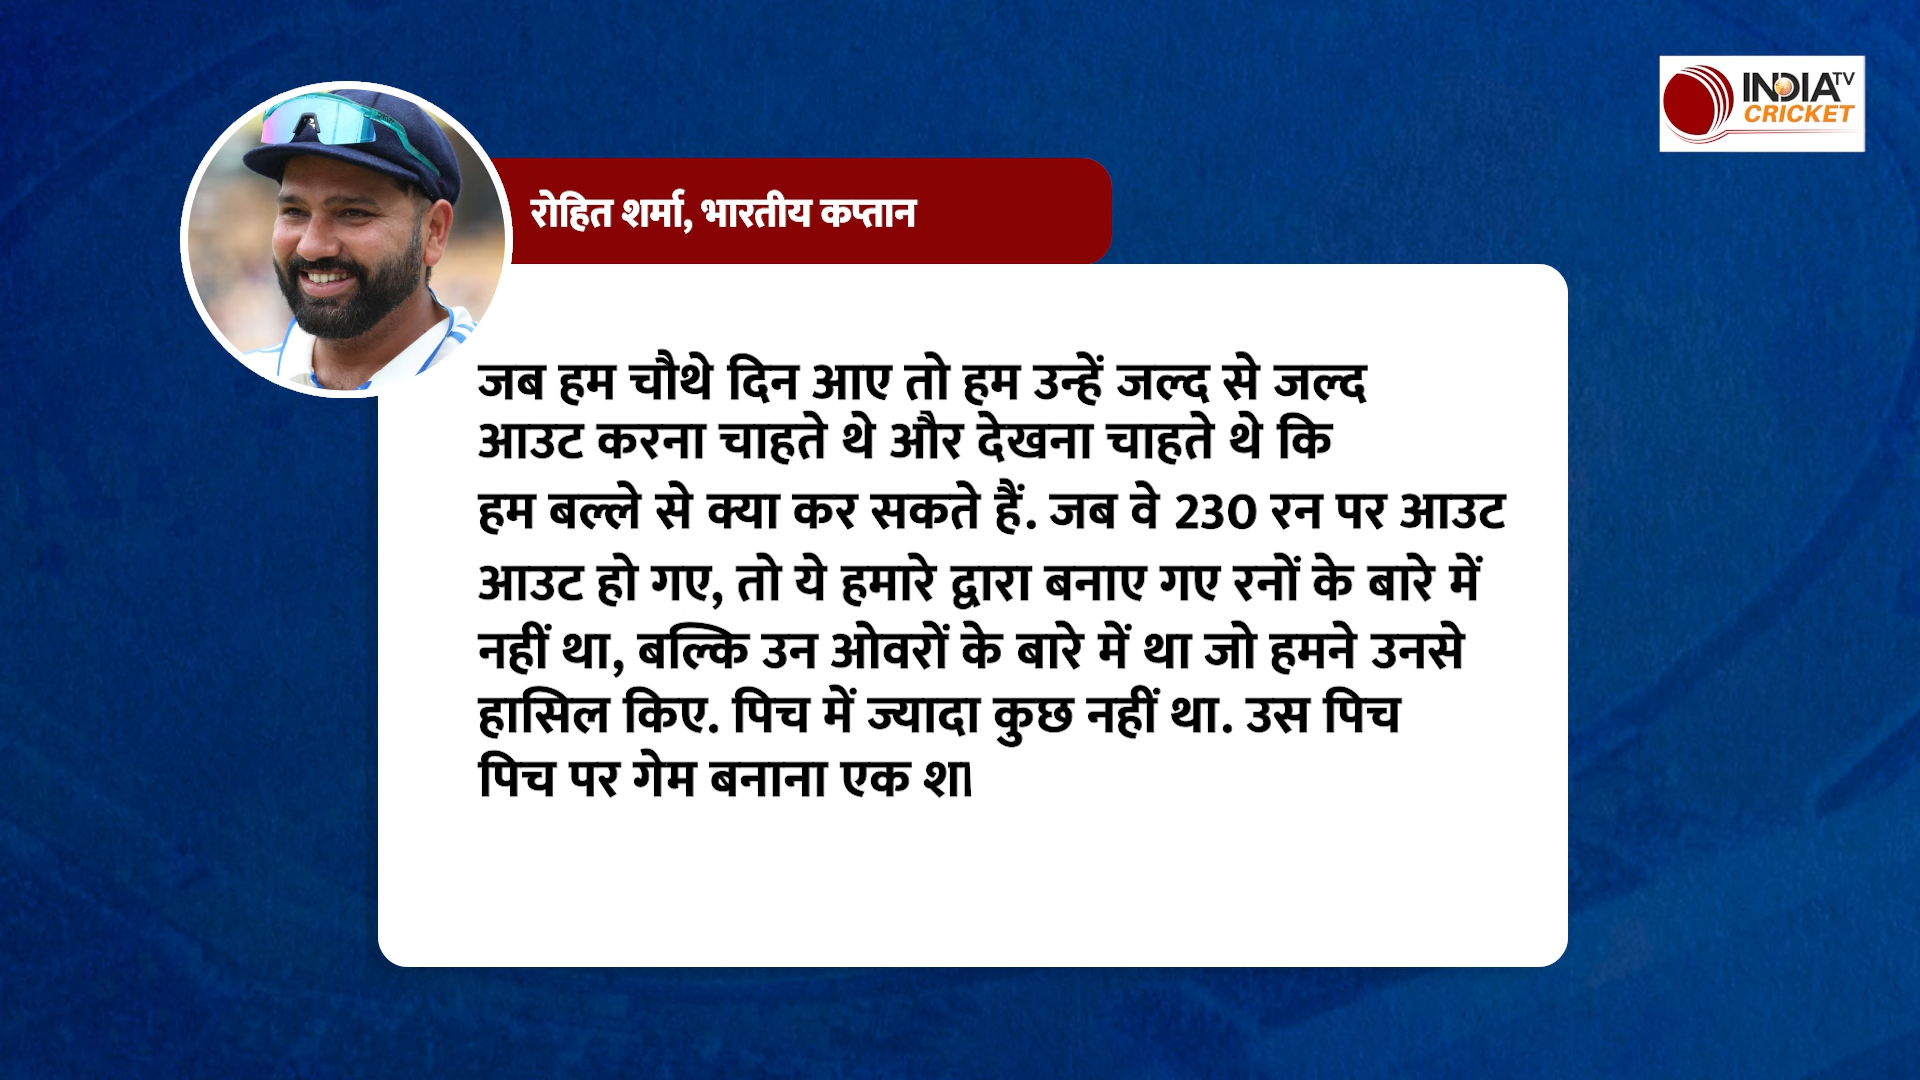 INDIA TV
CRICKET
रोहित शर्मा, भारतीय कप्तान
जब हम चौथे दिन आए तो हम उन्हें जल्द से जल्द
आउट करना चाहते थे और देखना चाहते थे कि
हम बल्ले से क्या कर सकते हैं. जब वे 230 रन पर आउट
आउट हो गए, तो ये हमारे द्वारा बनाए गए रनों के बारे में
नहीं था, बल्कि उन ओवरों के बारे में था जो हमने उनसे
हासिल किए. पिच में ज्यादा कुछ नहीं था. उस पिच
पिच पर गेम बनाना एक शा